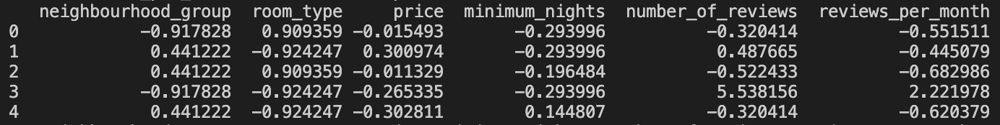 neighbourhood_group room_type price minimum_nights number_of_reviews reviews_per_month
0 -0.917828 0.909359 -0.015493 -0.293996 -0.320414 -0.551511
1 0.441222 -0.924247 0.300974 -0.293996 0.487665 -0.445079
2 0.441222 0.909359 -0.011329 -0.196484 -0.522433 -0.682986
3 -0.917828 -0.924247 -0.265335 -0.293996 5.538156 2.221978
4 0.441222 -0.924247 -0.302811 0.144807 -0.320414 -0.620379